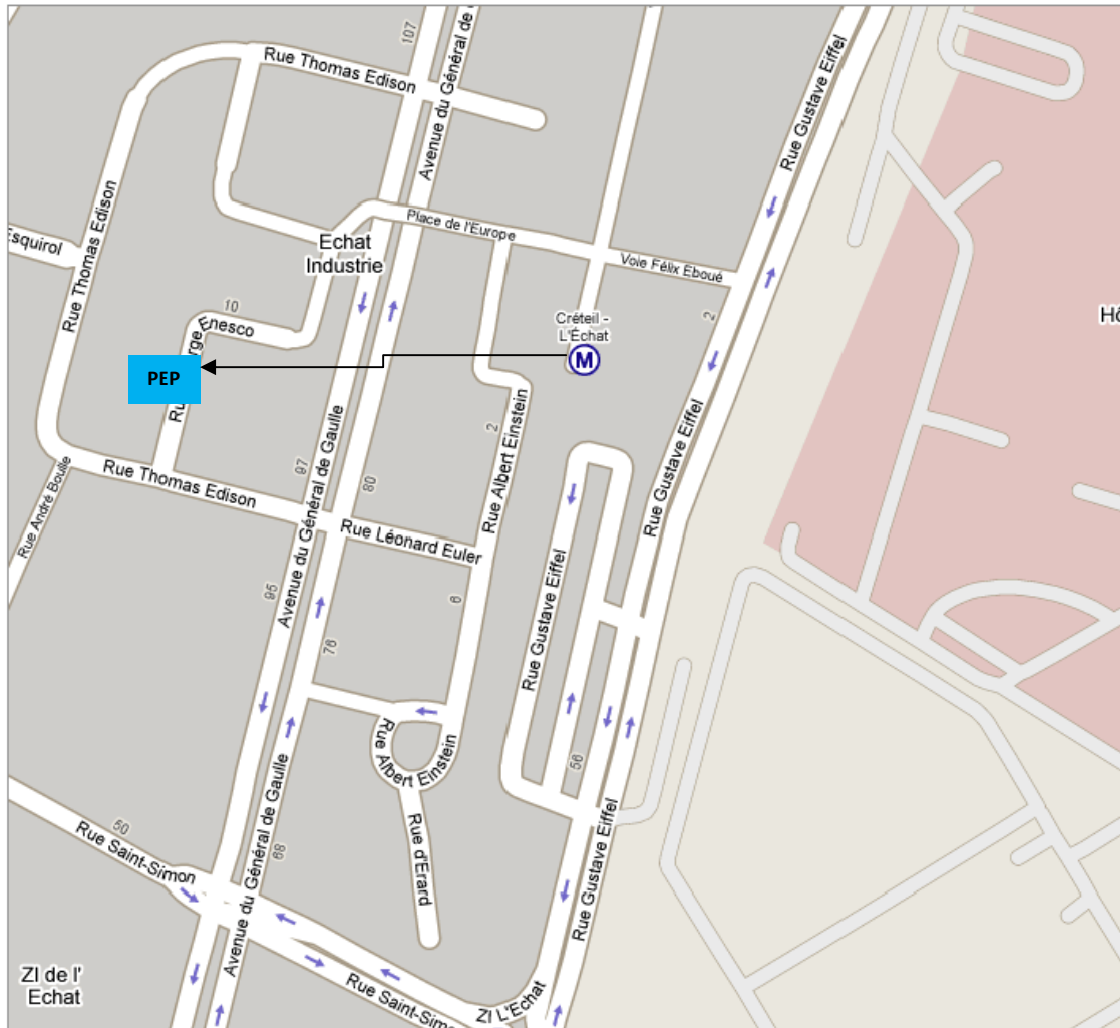 107
Rue Thomas Edison
Avenue du Général de
Rue Gustave Eiffel
Rue Thomas Edison
Esquirol
Place de l'Europe
Echat
Industrie
Voie Félix Eboué
10
Enesco
Créteil -
L'Échat
M
2
Hô
PEP
Avenue du Général de Gaulle
2
Rue Albert Einstein
Rue Gustave Eiffel
97
80
Rue Thomas Edison
Rue André Boulle
Rue Léonard Euler
95
6
Rue Gustave Eiffel
76
Rue Albert Einstein
56
50
Rue Saint-Simon
Avenue du Général de Gaulle
68
Rue d'Erard
Rue Gustave Eiffel
ZI de l'
Echat
Rue Saint-Simon
ZI L'Echat